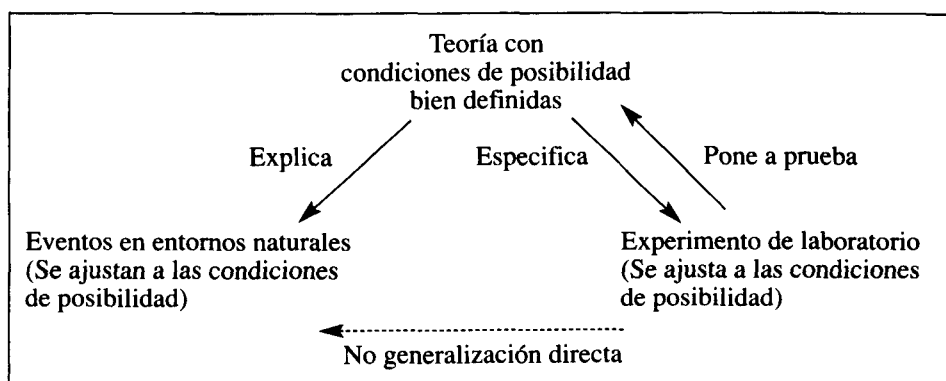 Teoría con
condiciones de posibilidad
bien definidas
Explica
Especifica
Pone a prueba
Eventos en entornos naturales
(Se ajustan a las condiciones
de posibilidad)
Experimento de laboratorio
(Se ajusta a las condiciones
de posibilidad)
No generalización directa